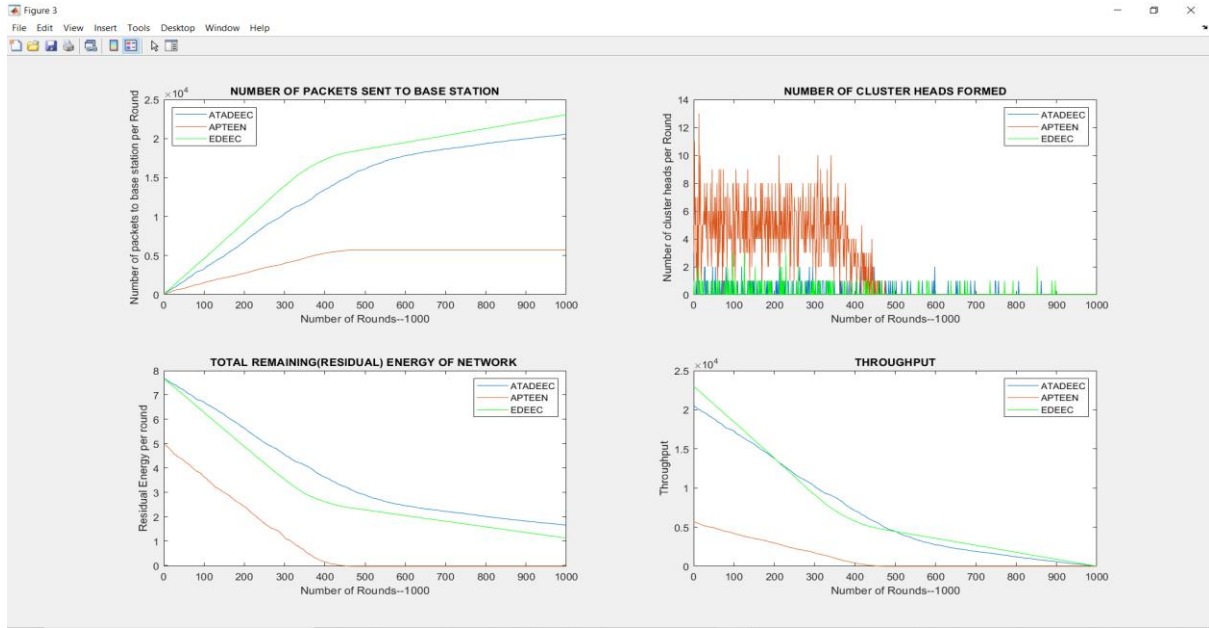 Figure 3
File Edit View Insert Tools Desktop Window Help
NUMBER OF PACKETS SENT TO BASE STATION
×10^4
Number of packets to base station per Round
2.5
2
1.5
1
0.5
0
0 100 200 300 400 500 600 700 800 900 1000
Number of Rounds--1000
ATADEEC
APTEEN
EDEEC
NUMBER OF CLUSTER HEADS FORMED
Number of cluster heads per Round
14
12
10
8
6
4
2
0
0 100 200 300 400 500 600 700 800 900 1000
Number of Rounds--1000
ATADEEC
APTEEN
EDEEC
TOTAL REMAINING(RESIDUAL) ENERGY OF NETWORK
Residual Energy per round
8
7
6
5
4
3
2
1
0
0 100 200 300 400 500 600 700 800 900 1000
Number of Rounds--1000
ATADEEC
APTEEN
EDEEC
THROUGHPUT
×10^4
Throughput
2.5
2
1.5
1
0.5
0
0 100 200 300 400 500 600 700 800 900 1000
Number of Rounds--1000
ATADEEC
APTEEN
EDEEC